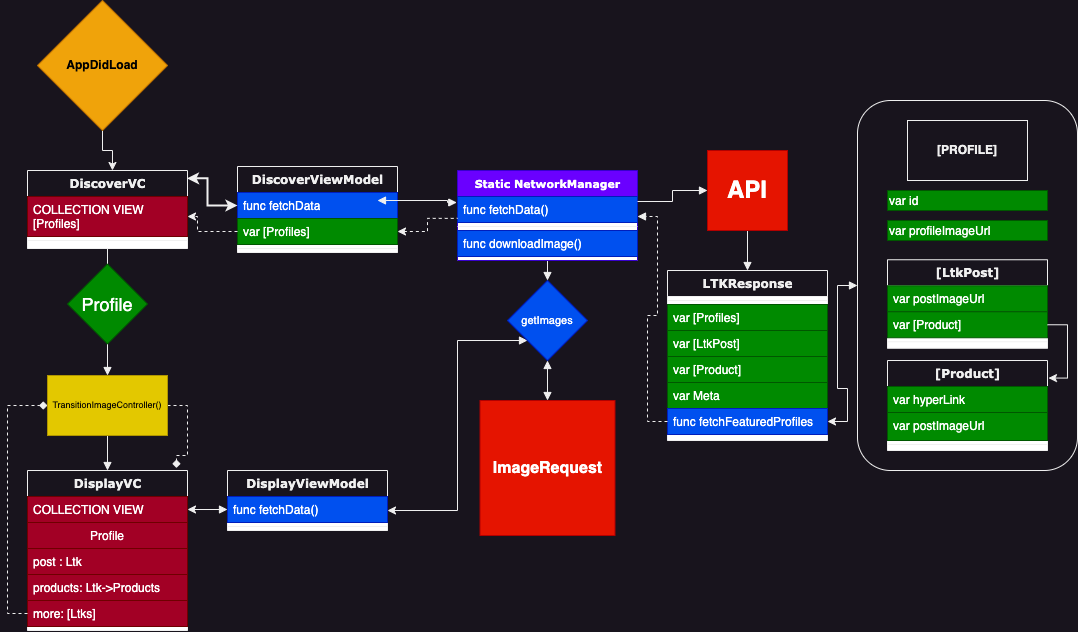 AppDidLoad
DiscoverVC
COLLECTION VIEW
[Profiles]
DiscoverViewModel
func fetchData
var [Profiles]
Static NetworkManager
func fetchData()
func downloadImage()
API
[PROFILE]
var id
var profileImageUrl
[LtkPost]
var postImageUrl
var [Product]
[Product]
var hyperLink
var postImageUrl
LTKResponse
var [Profiles]
var [LtkPost]
var [Product]
var Meta
func fetchFeaturedProfiles
Profile
getImages
ImageRequest
TransitionImageController()
DisplayVC
COLLECTION VIEW
Profile
post : Ltk
products: Ltk->Products
more: [Ltks]
DisplayViewModel
func fetchData()